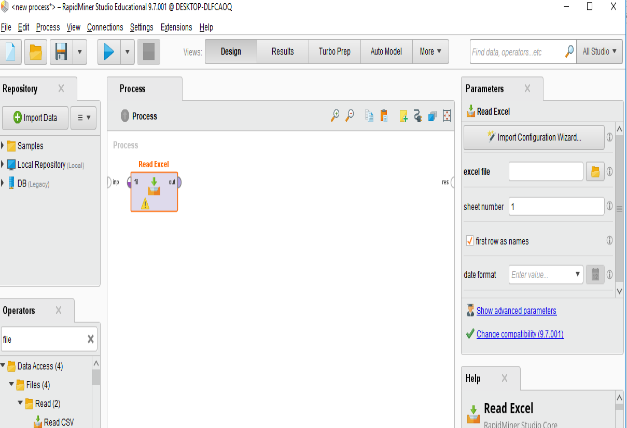 <new process*> – RapidMiner Studio Educational 9.7.001 @ DESKTOP-DLFCAOQ
File Edit Process View Connections Settings Extensions Help
Views: Design Results Turbo Prep Auto Model More ▼ Find data, operators...etc All Studio ▼
Repository X
Import Data
Samples
Local Repository (Local)
DB (Legacy)
Operators X
file X
Data Access (4)
Files (4)
Read (2)
Read CSV
Process
Process
Process
Read Excel
inp fil out res
Parameters X
Read Excel
Import Configuration Wizard...
excel file
sheet number 1
first row as names
date format Enter value...
Show advanced parameters
Change compatibility (9.7.001)
Help X
Read Excel
RapidMiner Studio Core